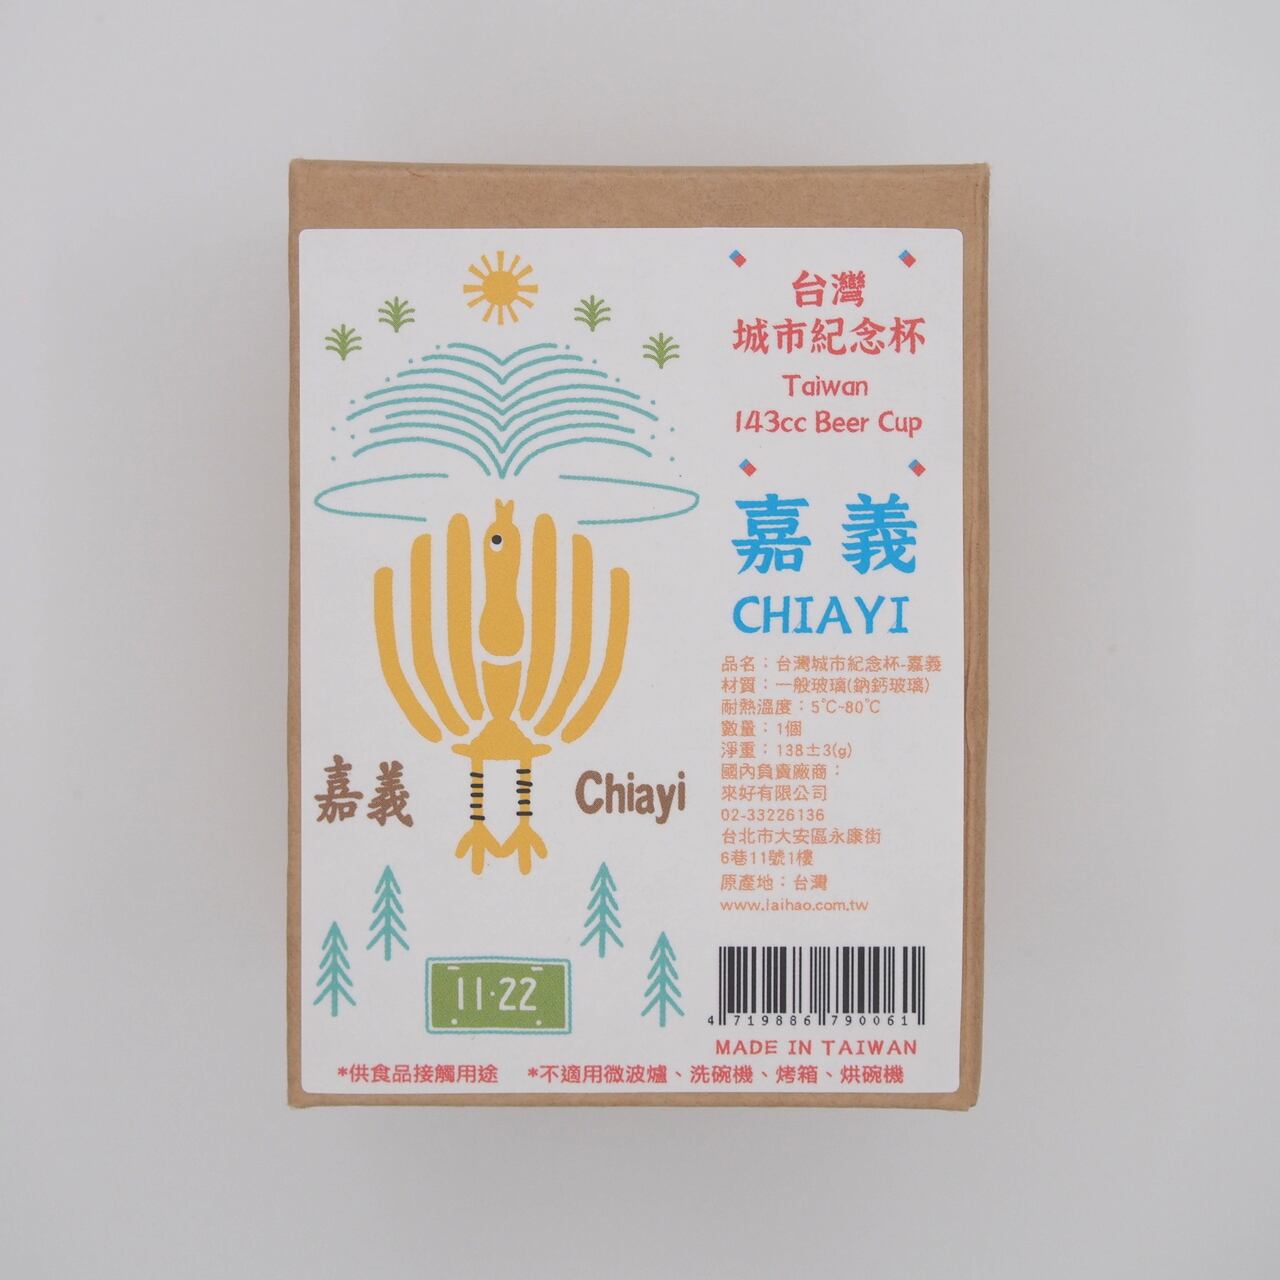 台灣
城市紀念杯
Taiwan
143cc Beer Cup
嘉義
CHIAYI
品名：台灣城市紀念杯-嘉義
材質：一般玻璃(鈉鈣玻璃)
耐熱溫度：5°C~80°C
數量：1個
淨重：138±3(g)
國內負責廠商：
來好有限公司
02-33226136
台北市大安區永康街
6巷11號1樓
原產地：台灣
www.laihao.com.tw
4 719886 790061
MADE IN TAIWAN
嘉義
Chiayi
11·22
*供食品接觸用途 *不適用微波爐、洗碗機、烤箱、烘碗機